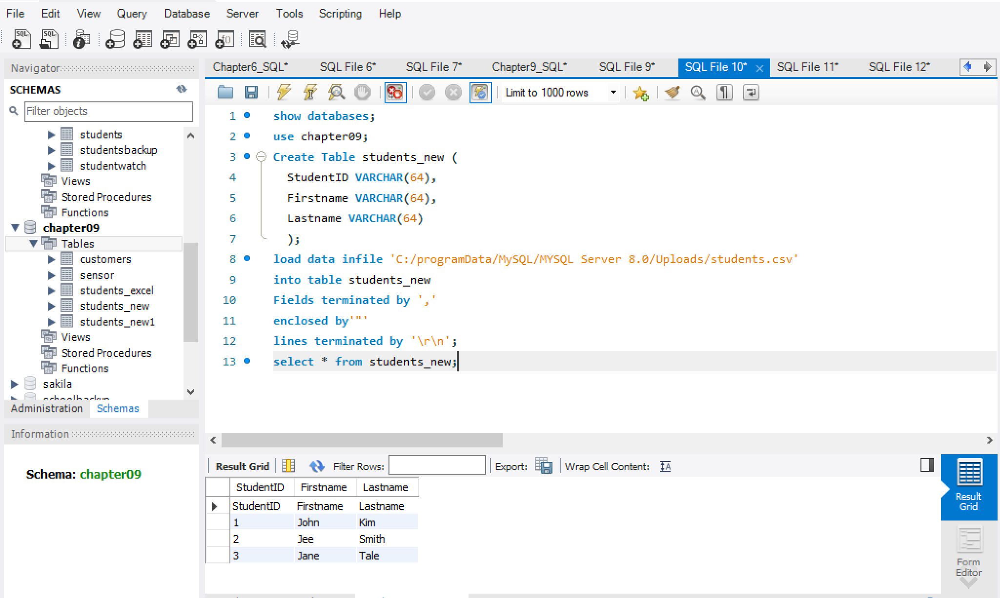 File Edit View Query Database Server Tools Scripting Help
SQL SQL
Navigator
SCHEMAS
Filter objects
students
studentsbackup
studentwatch
Views
Stored Procedures
Functions
chapter09
Tables
customers
sensor
students_excel
students_new
students_new1
Views
Stored Procedures
Functions
sakila
schoolbackup
Administration Schemas
Information
Schema: chapter09
Chapter6_SQL* SQL File 6* SQL File 7* Chapter9_SQL* SQL File 9* SQL File 10* SQL File 11* SQL File 12*
Limit to 1000 rows
1 show databases;
2 use chapter09;
3 Create Table students_new (
4 StudentID VARCHAR(64),
5 Firstname VARCHAR(64),
6 Lastname VARCHAR(64)
7 );
8 load data infile 'C:/programData/MySQL/MYSQL Server 8.0/Uploads/students.csv'
9 into table students_new
10 Fields terminated by ','
11 enclosed by'"'
12 lines terminated by '\r\n';
13 select * from students_new;
Result Grid Filter Rows: Export: Wrap Cell Content:
StudentID Firstname Lastname
StudentID Firstname Lastname
1 John Kim
2 Jee Smith
3 Jane Tale
Result
Grid
Form
Editor